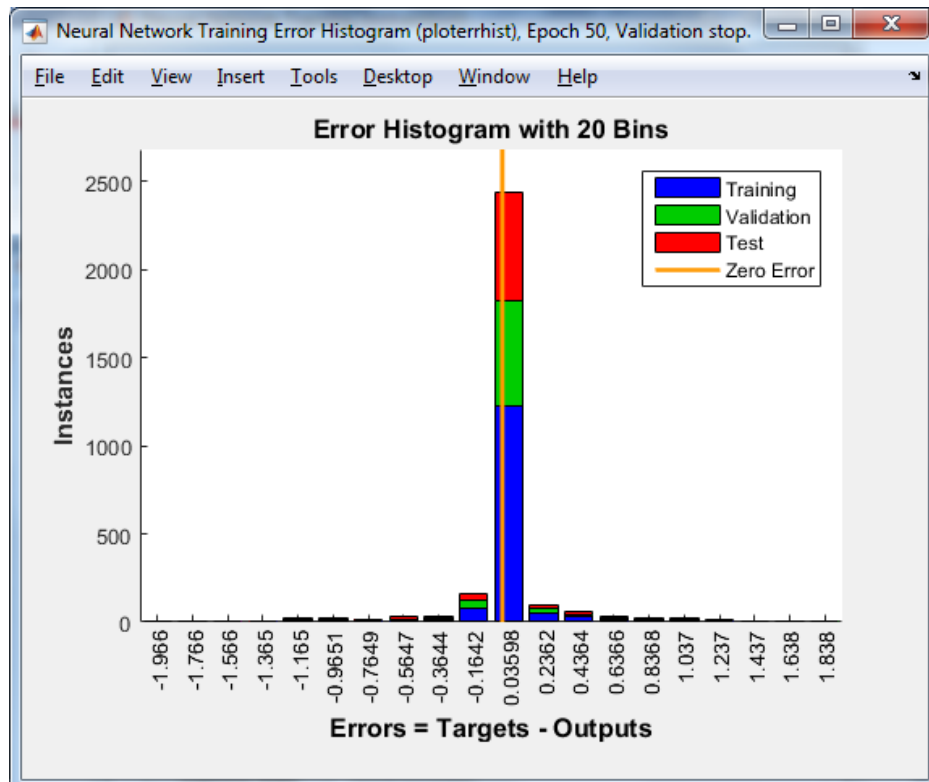 Neural Network Training Error Histogram (ploterrhist), Epoch 50, Validation stop.
File Edit View Insert Tools Desktop Window Help
Error Histogram with 20 Bins
Training
Validation
Test
Zero Error
2500
2000
1500
1000
500
0
Instances
-1.966
-1.766
-1.566
-1.365
-1.165
-0.9651
-0.7649
-0.5647
-0.3644
-0.1642
0.03598
0.2362
0.4364
0.6366
0.8368
1.037
1.237
1.437
1.638
1.838
Errors = Targets - Outputs